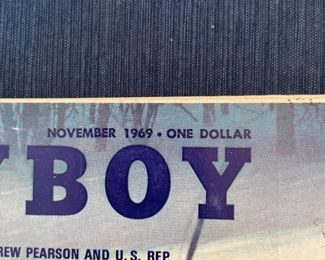 NOVEMBER 1969 • ONE DOLLAR
YBOY
REW PEARSON AND U.S. REP